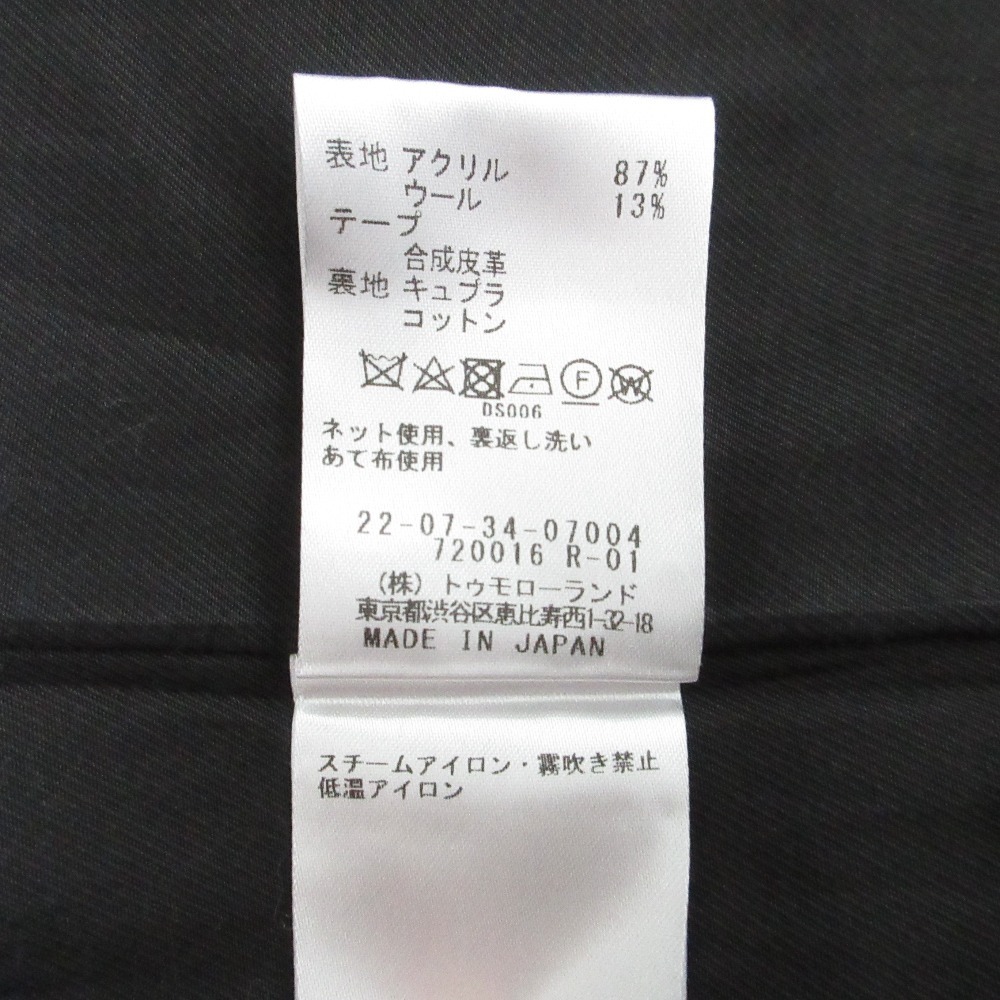 表地 アクリル 87%
ウール 13%
テープ
合成皮革
裏地 キュプラ
コットン
F W
DS006
ネット使用、裏返し洗い
あて布使用
22-07-34-07004
720016 R-01
(株) トゥモローランド
東京都渋谷区恵比寿西1-32-18
MADE IN JAPAN
スチームアイロン・霧吹き禁止
低温アイロン